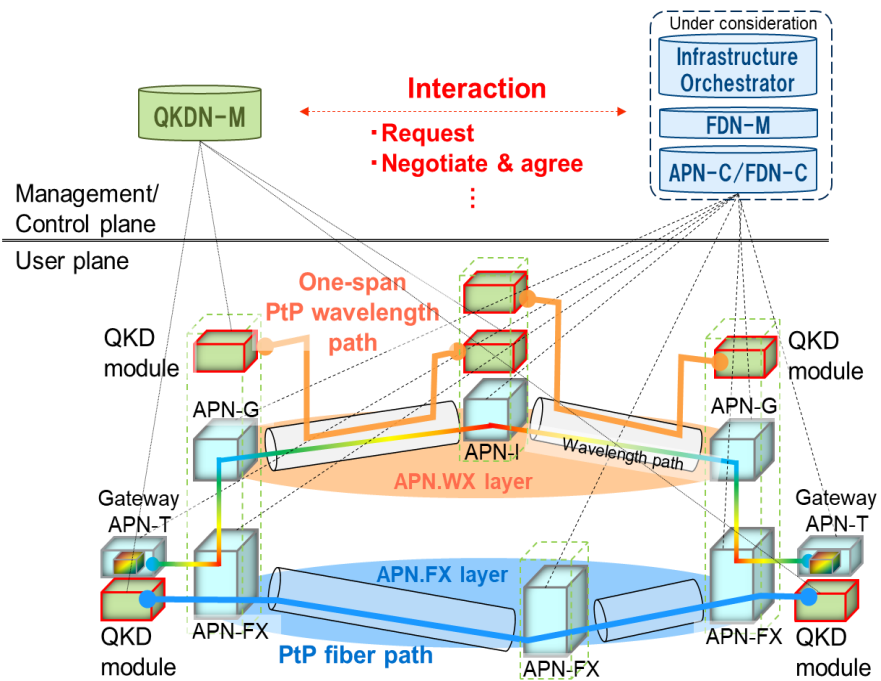 Under consideration
Infrastructure
Orchestrator
FDN-M
APN-C/FDN-C
QKDN-M
Interaction
・Request
・Negotiate & agree
⋮
Management/
Control plane
User plane
One-span
PtP wavelength
path
QKD
module
QKD
module
APN-G
APN-G
APN-I
Wavelength path
APN.WX layer
Gateway
APN-T
Gateway
APN-T
APN.FX layer
QKD
module
APN-FX
PtP fiber path
APN-FX
APN-FX
QKD
module